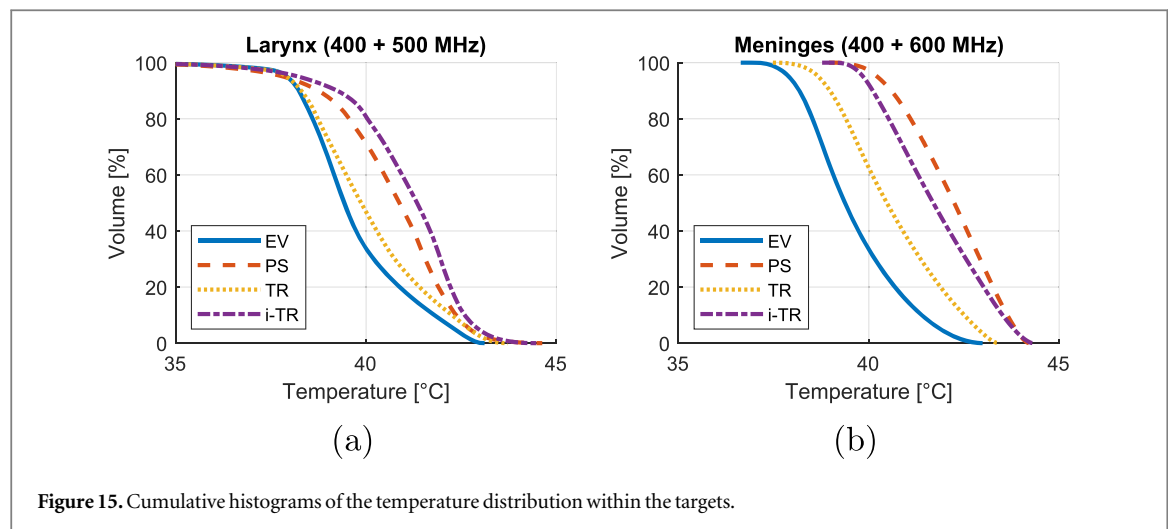 Larynx (400 + 500 MHz)
100
80
60
40
20
0
Volume [%]
EV
PS
TR
i-TR
35
40
45
Temperature [°C]
(a)
Meninges (400 + 600 MHz)
100
80
60
40
20
0
Volume [%]
EV
PS
TR
i-TR
35
40
45
Temperature [°C]
(b)
Figure 15. Cumulative histograms of the temperature distribution within the targets.